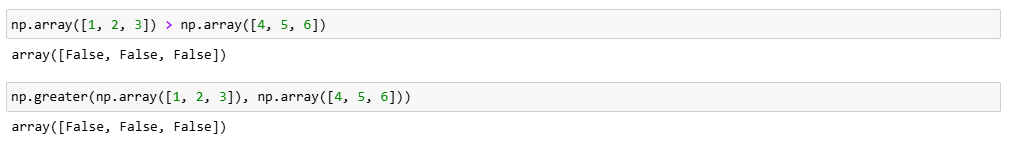 np.array([1, 2, 3]) > np.array([4, 5, 6])
array([False, False, False])
np.greater(np.array([1, 2, 3]), np.array([4, 5, 6]))
array([False, False, False])